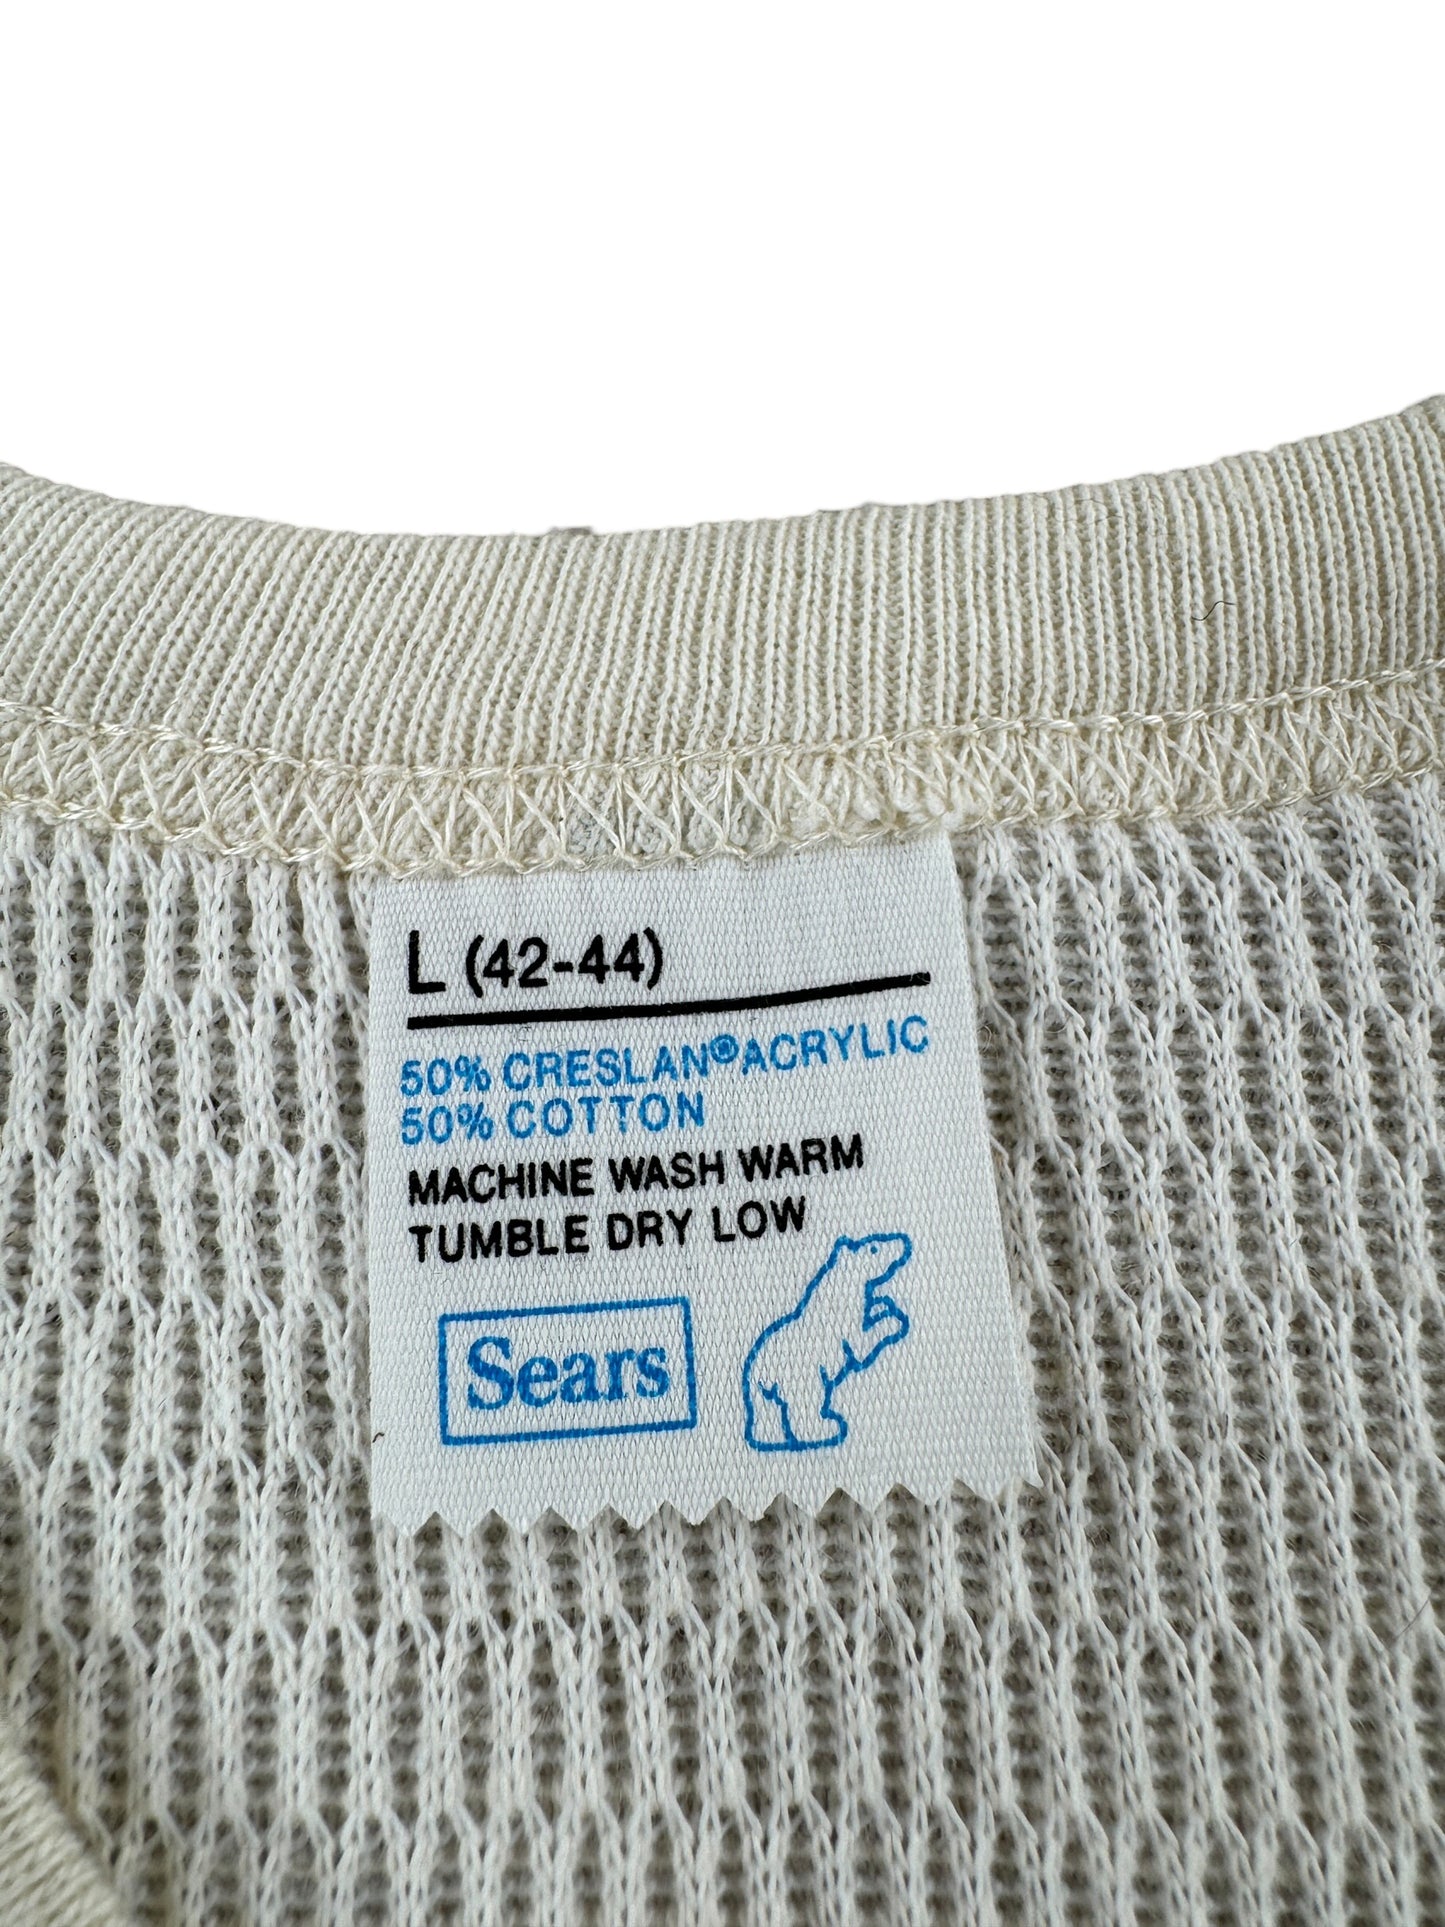 L (42-44)
50% CRESLAN® ACRYLIC
50% COTTON
MACHINE WASH WARM
TUMBLE DRY LOW
Sears